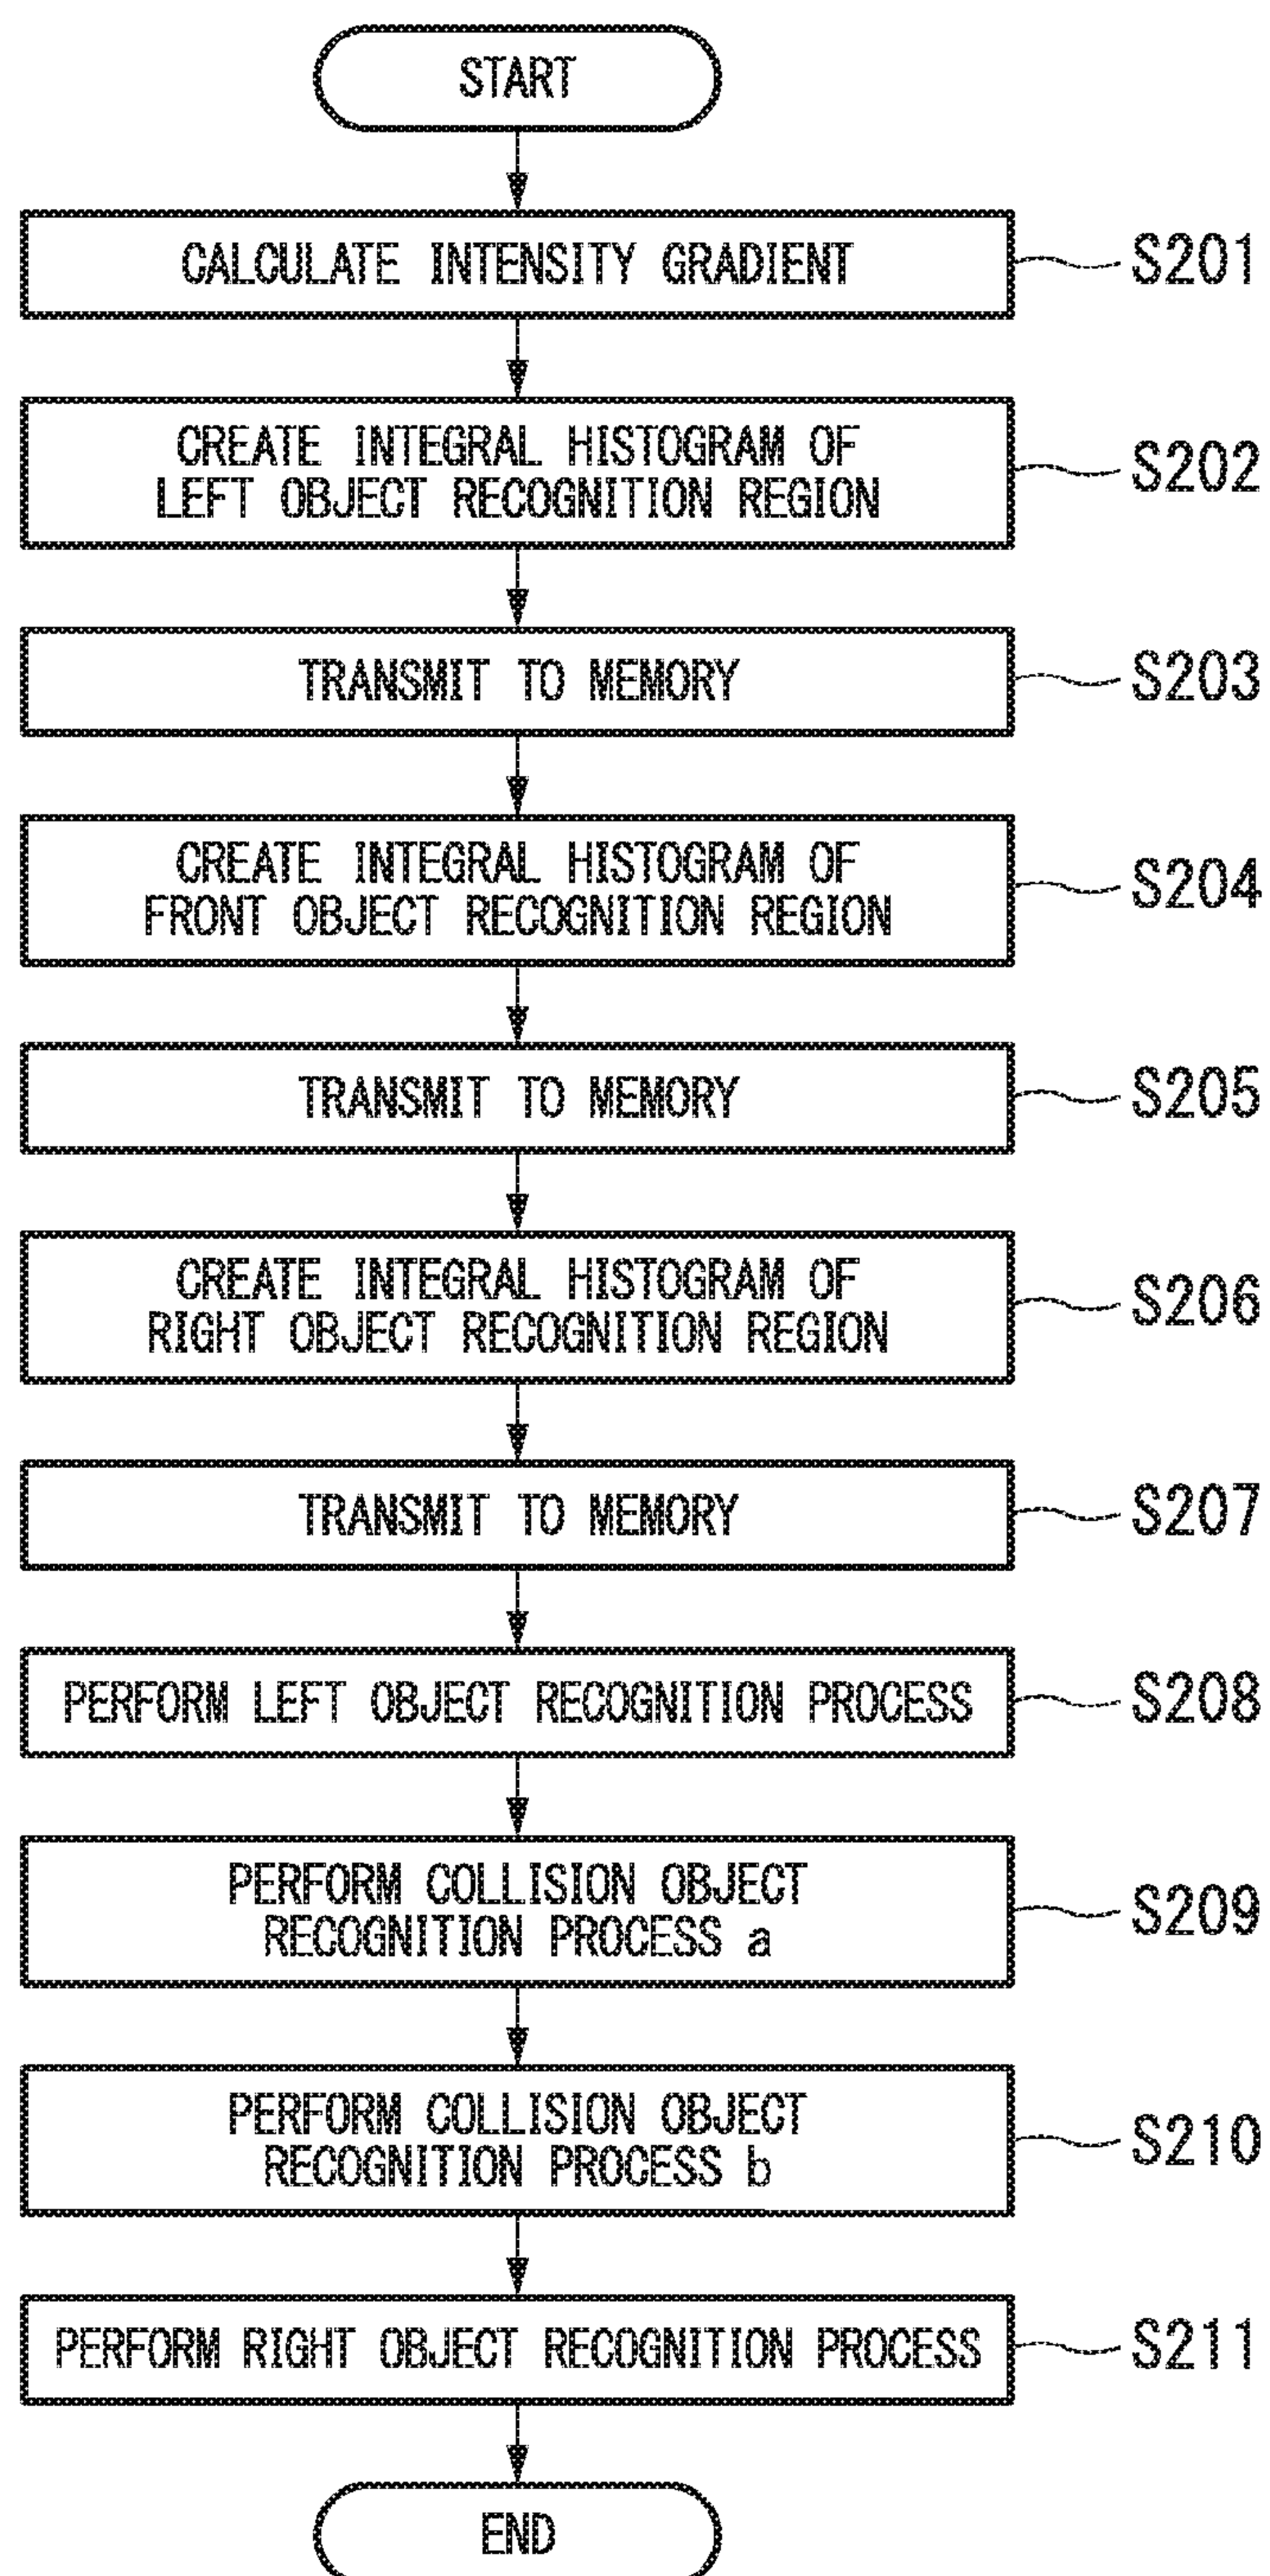 START
CALCULATE INTENSITY GRADIENT
S201
CREATE INTEGRAL HISTOGRAM OF
LEFT OBJECT RECOGNITION REGION
S202
TRANSMIT TO MEMORY
S203
CREATE INTEGRAL HISTOGRAM OF
FRONT OBJECT RECOGNITION REGION
S204
TRANSMIT TO MEMORY
S205
CREATE INTEGRAL HISTOGRAM OF
RIGHT OBJECT RECOGNITION REGION
S206
TRANSMIT TO MEMORY
S207
PERFORM LEFT OBJECT RECOGNITION PROCESS
S208
PERFORM COLLISION OBJECT
RECOGNITION PROCESS a
S209
PERFORM COLLISION OBJECT
RECOGNITION PROCESS b
S210
PERFORM RIGHT OBJECT RECOGNITION PROCESS
S211
END